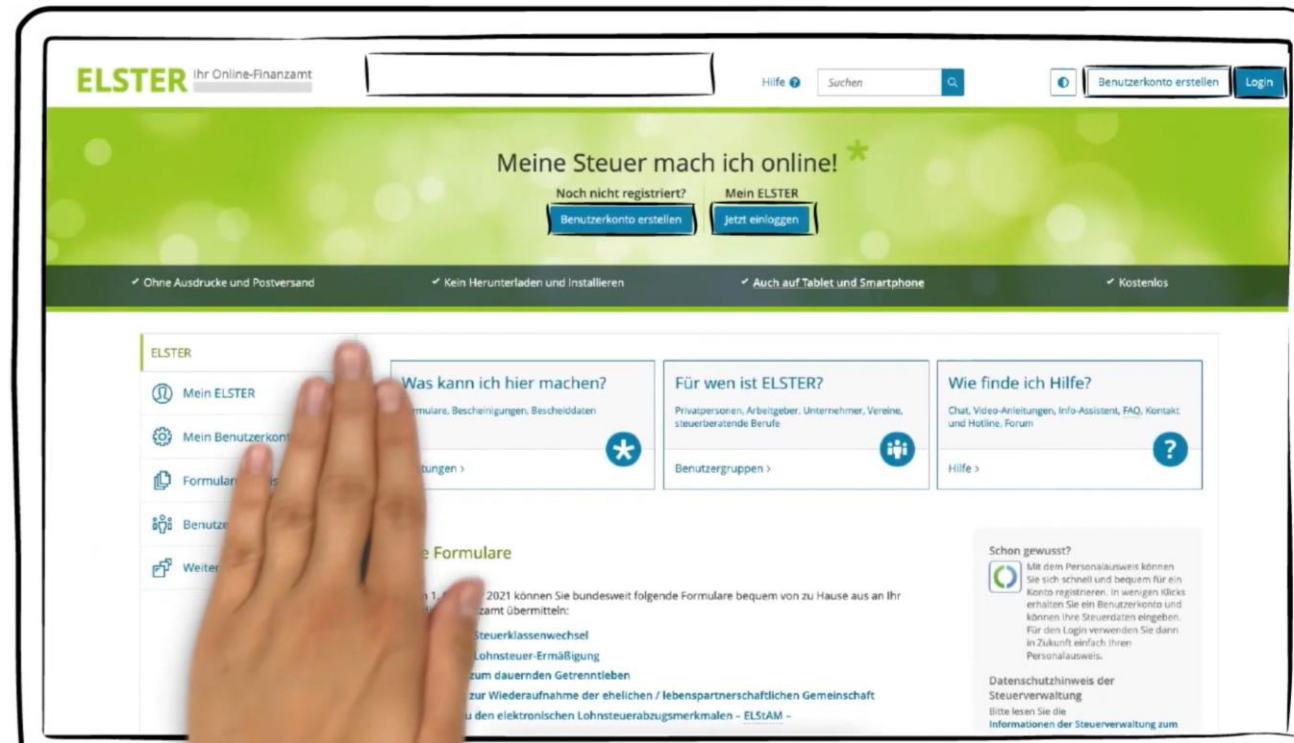 ELSTER Ihr Online-Finanzamt
Hilfe ?
Suchen
Benutzerkonto erstellen
Login
Meine Steuer mach ich online!
Noch nicht registriert?
Benutzerkonto erstellen
Mein ELSTER
Jetzt einloggen
Ohne Ausdrucke und Postversand
Kein Herunterladen und Installieren
Auch auf Tablet und Smartphone
Kostenlos
ELSTER
Mein ELSTER
Mein
Was kann ich hier machen?
Bescheinigungen, Bescheiddaten
Für wen ist ELSTER?
Privatpersonen, Arbeitgeber, Unternehmer, Vereine,
steuerberatende Berufe
Benutzergruppen >
Wie finde ich Hilfe?
Chat, Video-Anleitungen, Info-Assistent, FAQ, Kontakt
und Hotline, Forum
?
Hilfe >
Formulare
2021 können Sie bundesweit folgende Formulare bequem von zu Hause aus an Ihr
übermitteln:
Steuerklassenwechsel
Lohnsteuer-Ermäßigung
zum dauernden Getrenntleben
zur Wiederaufnahme der ehelichen / lebenspartnerschaftlichen Gemeinschaft
den elektronischen Lohnsteuerabzugsmerkmalen – ELStAM –
Schon gewusst?
Mit dem Personalausweis können
Sie sich schnell und bequem für ein
Konto registrieren. In wenigen Klicks
erhalten Sie ein Benutzerkonto und
können Ihre Steuerdaten eingeben.
Für den Login verwenden Sie dann
in Zukunft einfach Ihren
Personalausweis.
Datenschutzhinweis der
Steuerverwaltung
Bitte lesen Sie die
Informationen der Steuerverwaltung zum